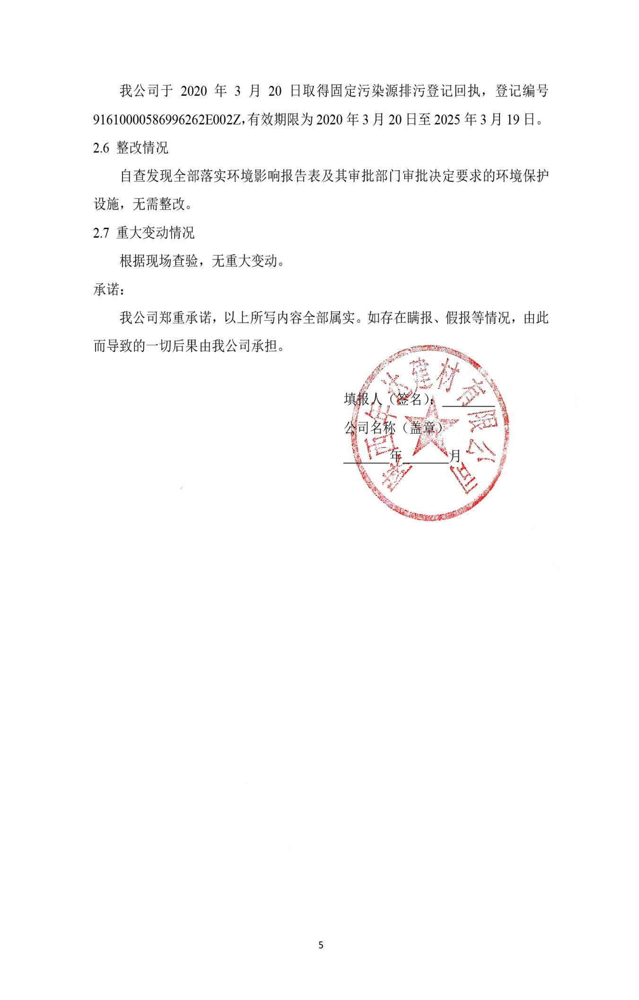 我公司于 2020 年 3 月 20 日取得固定污染源排污登记回执，登记编号
91610000586996262E002Z,有效期限为 2020 年 3 月 20 日至 2025 年 3 月 19 日。
2.6 整改情况
自查发现全部落实环境影响报告表及其审批部门审批决定要求的环境保护
设施，无需整改。
2.7 重大变动情况
根据现场查验，无重大变动。
承诺：
我公司郑重承诺，以上所写内容全部属实。如存在瞒报、假报等情况，由此
而导致的一切后果由我公司承担。
填报人（签名）：
公司名称（盖章）
年 月
陕西 建材有限公司
5